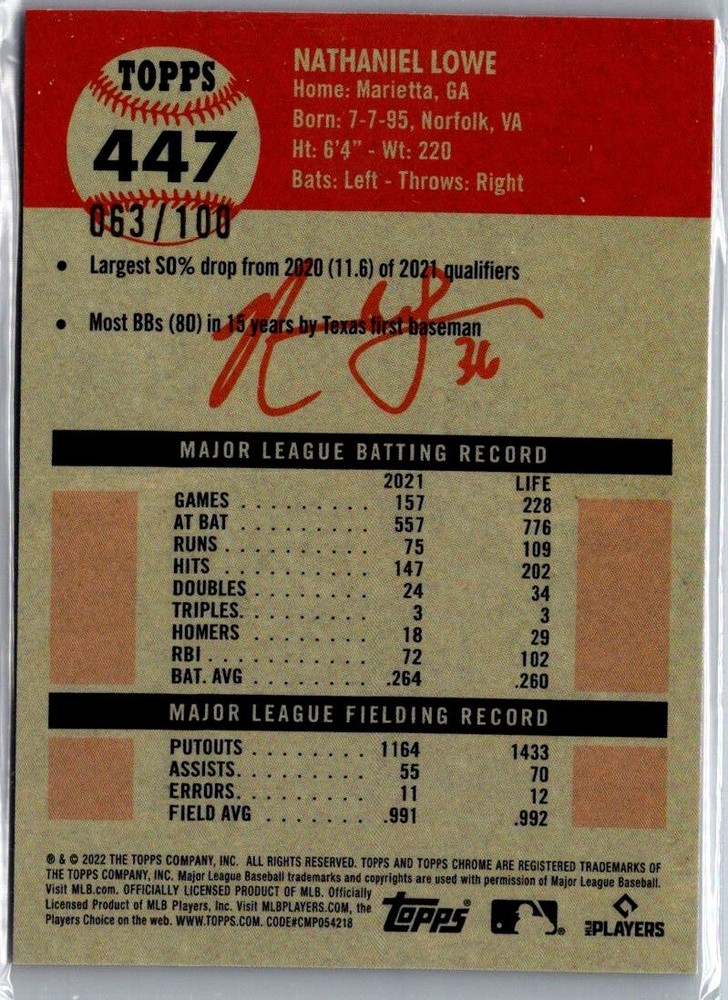 TOPPS
447
063/100
NATHANIEL LOWE
Home: Marietta, GA
Born: 7-7-95, Norfolk, VA
Ht: 6'4" - Wt: 220
Bats: Left - Throws: Right
• Largest SO% drop from 2020 (11.6) of 2021 qualifiers
• Most BBs (80) in 15 years by Texas first baseman
36
MAJOR LEAGUE BATTING RECORD
2021 LIFE
GAMES . . . . . . . . . 157 228
AT BAT . . . . . . . . . 557 776
RUNS . . . . . . . . . . 75 109
HITS . . . . . . . . . . 147 202
DOUBLES . . . . . . . . 24 34
TRIPLES. . . . . . . . . 3 3
HOMERS . . . . . . . . 18 29
RBI . . . . . . . . . . . 72 102
BAT. AVG . . . . . . . .264 .260
MAJOR LEAGUE FIELDING RECORD
PUTOUTS . . . . . . . . 1164 1433
ASSISTS. . . . . . . . . 55 70
ERRORS. . . . . . . . . 11 12
FIELD AVG . . . . . . . .991 .992
® & © 2022 THE TOPPS COMPANY, INC. ALL RIGHTS RESERVED. TOPPS AND TOPPS CHROME ARE REGISTERED TRADEMARKS OF
THE TOPPS COMPANY, INC. Major League Baseball trademarks and copyrights are used with permission of Major League Baseball.
Visit MLB.com. OFFICIALLY LICENSED PRODUCT OF MLB. Officially
Licensed Product of MLB Players, Inc. Visit MLBPLAYERS.COM, the
Players Choice on the web. WWW.TOPPS.COM. CODE#CMP054218
topps®
MLB PLAYERS